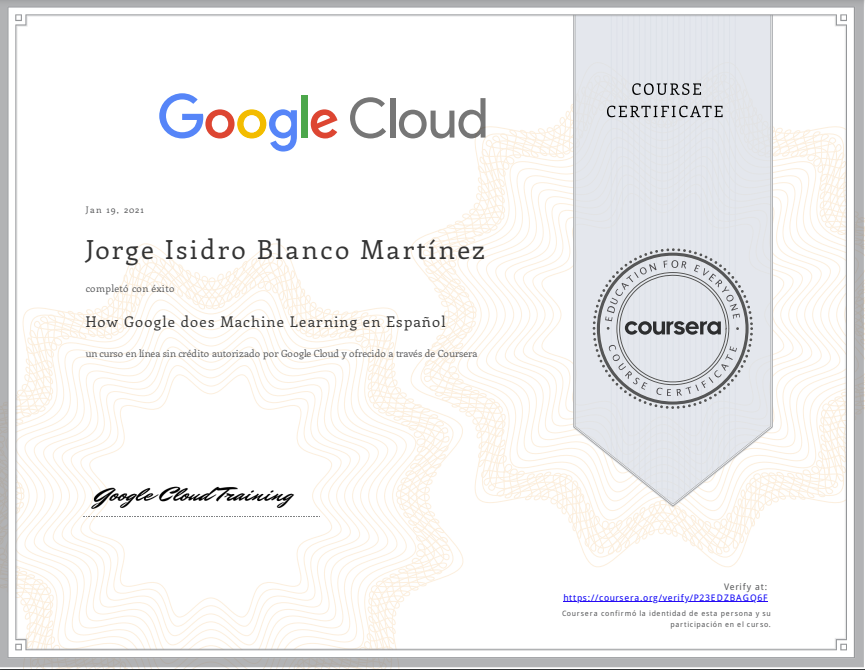 Google Cloud
COURSE
CERTIFICATE
Jan 19, 2021
Jorge Isidro Blanco Martínez
completó con éxito
How Google does Machine Learning en Español
un curso en línea sin crédito autorizado por Google Cloud y ofrecido a través de Coursera
EDUCATION FOR EVERYONE
coursera
COURSE CERTIFICATE
Google Cloud Training
Verify at:
https://coursera.org/verify/P23EDZBAGQ6F
Coursera confirmó la identidad de esta persona y su
participación en el curso.